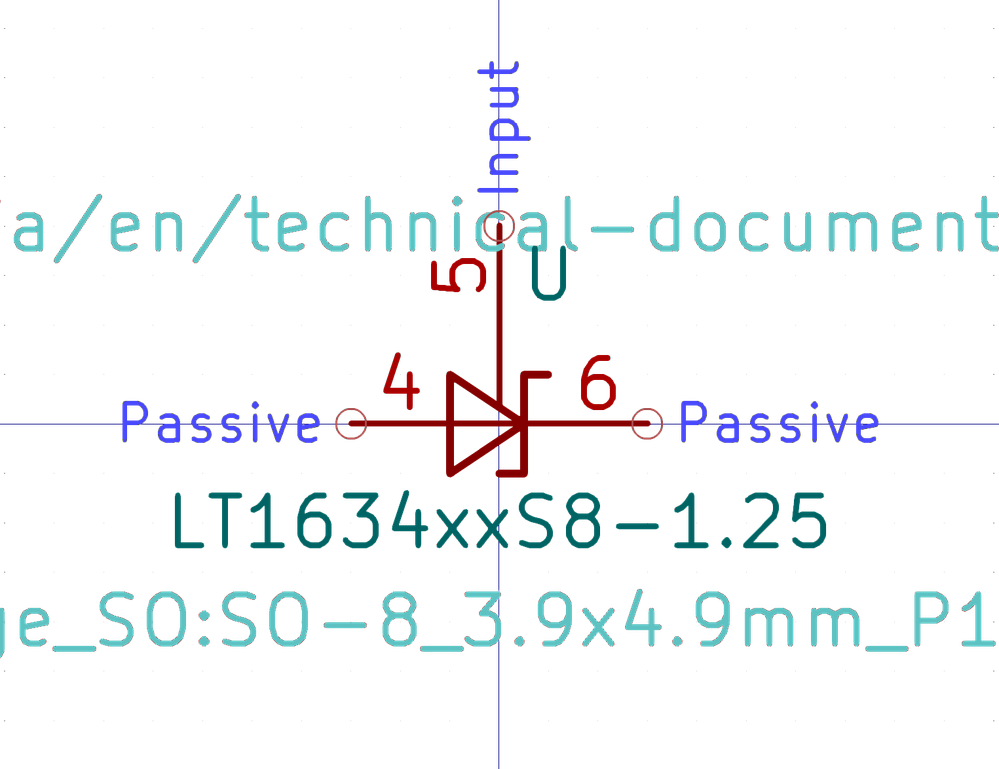 Input
a/en/technical-document
5
U
4
6
Passive
Passive
LT1634xxS8-1.25
ge_SO:SO-8_3.9x4.9mm_P1